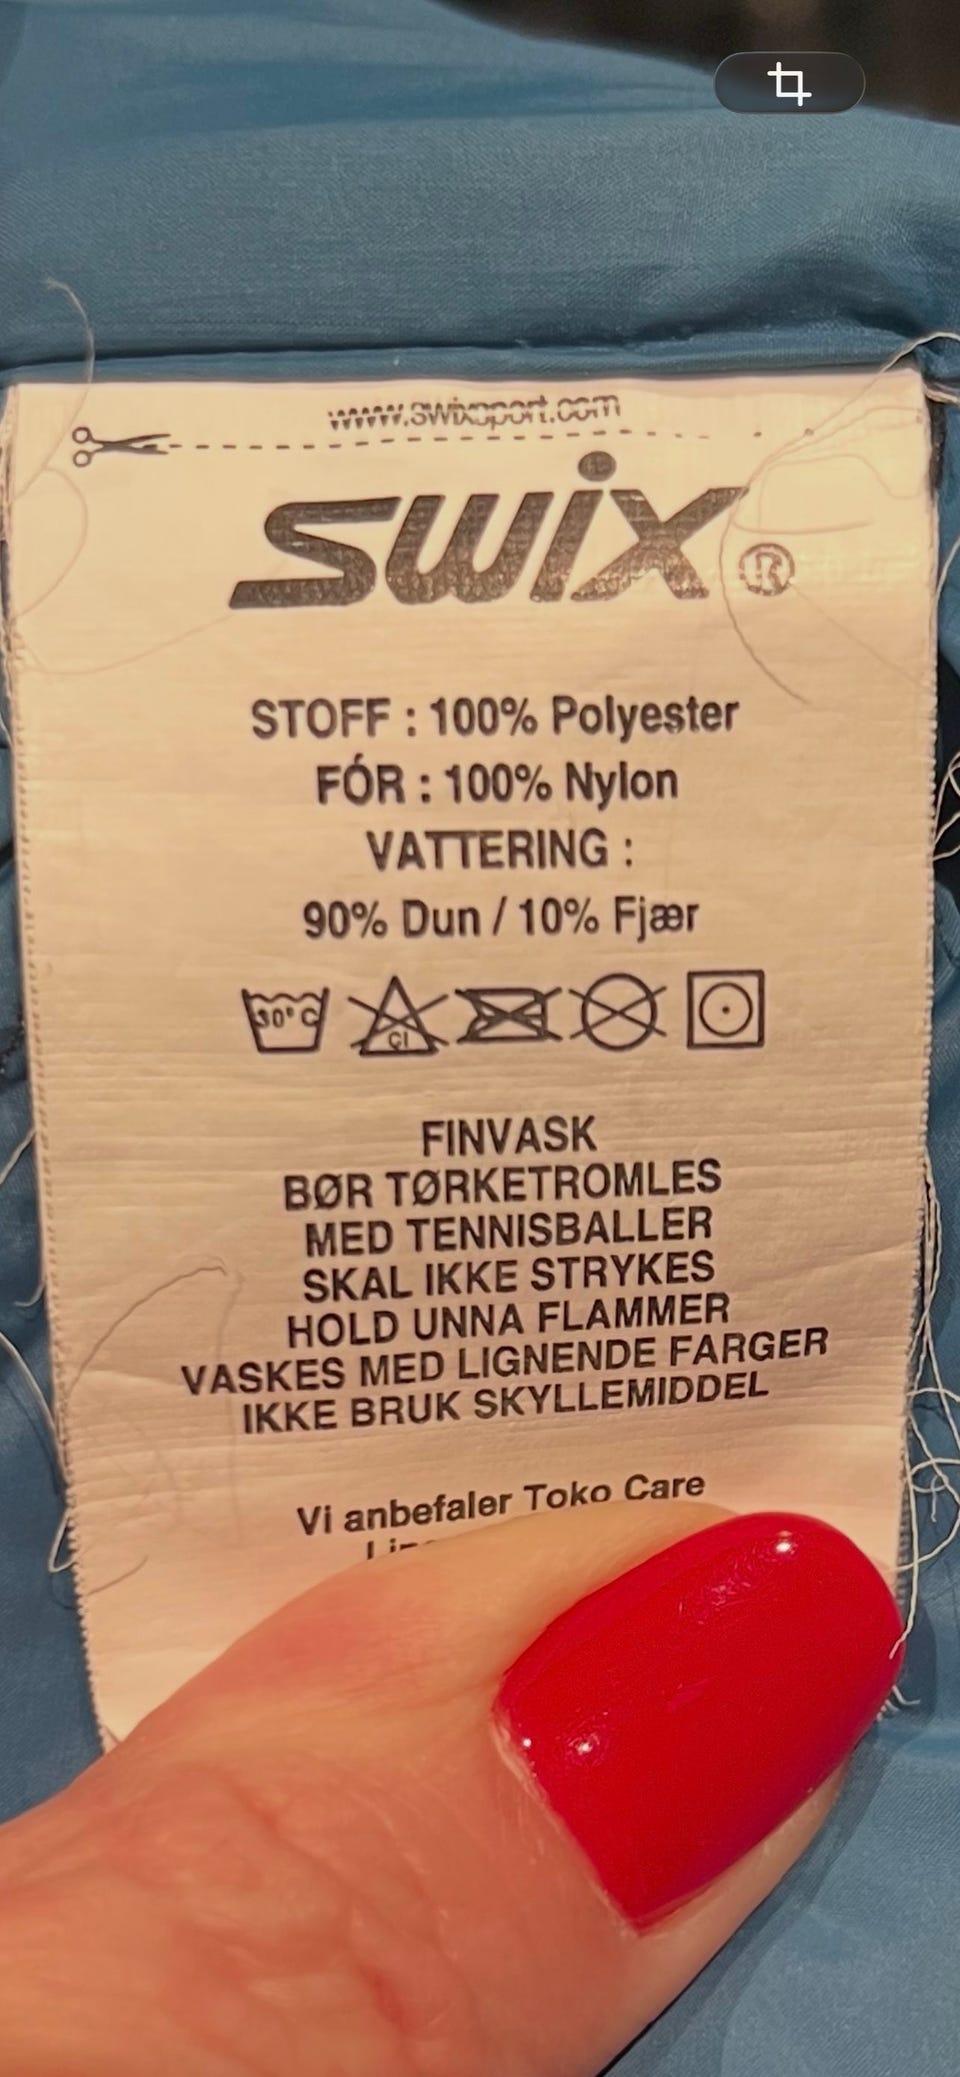 www.swixsport.com
swix®
STOFF : 100% Polyester
FÓR : 100% Nylon
VATTERING :
90% Dun / 10% Fjær
30°C
Cl
FINVASK
BØR TØRKETROMLES
MED TENNISBALLER
SKAL IKKE STRYKES
HOLD UNNA FLAMMER
VASKES MED LIGNENDE FARGER
IKKE BRUK SKYLLEMIDDEL
Vi anbefaler Toko Care